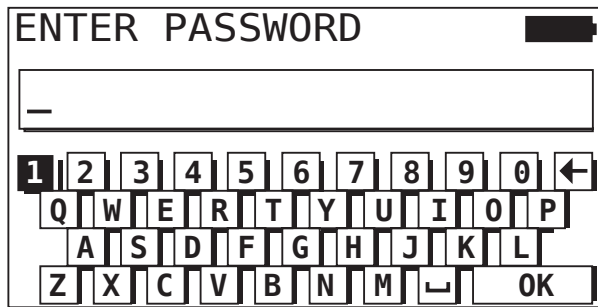 ENTER PASSWORD
_
1 2 3 4 5 6 7 8 9 0 ←
Q W E R T Y U I O P
A S D F G H J K L
Z X C V B N M ⎵ OK